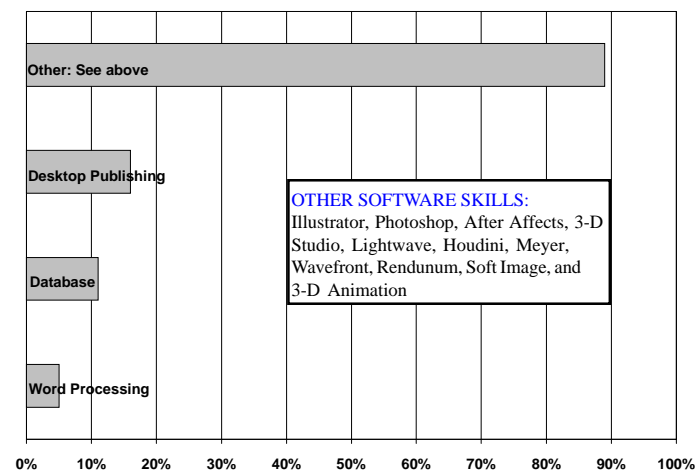 Other: See above
Desktop Publishing
OTHER SOFTWARE SKILLS:
Illustrator, Photoshop, After Affects, 3-D
Studo, Lightwave, Houdini, Meyer,
Wavefront, Rendunum, Soft Image, and
3-D Animation
Database
Word Processing
0% 10% 20% 30% 40% 50% 60% 70% 80% 90% 100%